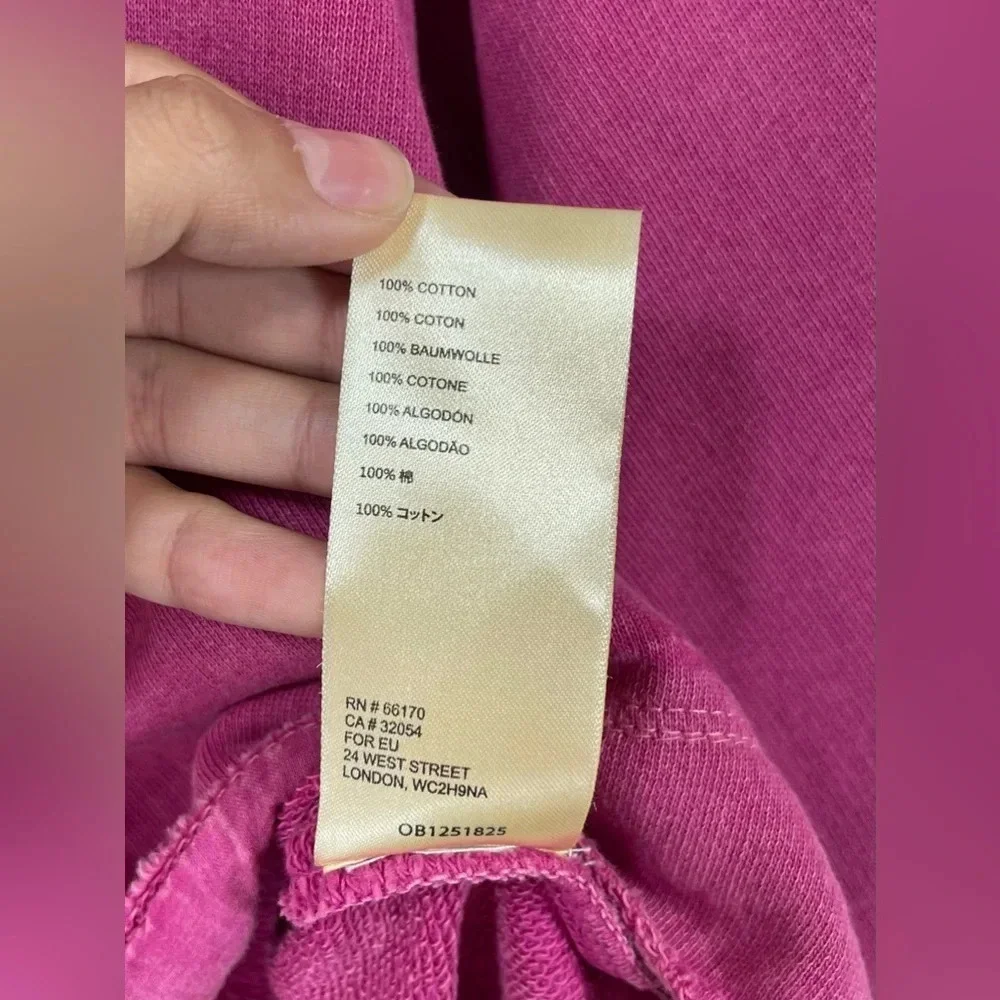 100% COTTON
100% COTON
100% BAUMWOLLE
100% COTONE
100% ALGODÓN
100% ALGODÃO
100% 棉
100% コットン
RN # 66170
CA # 32054
FOR EU
24 WEST STREET
LONDON, WC2H9NA
OB1251825